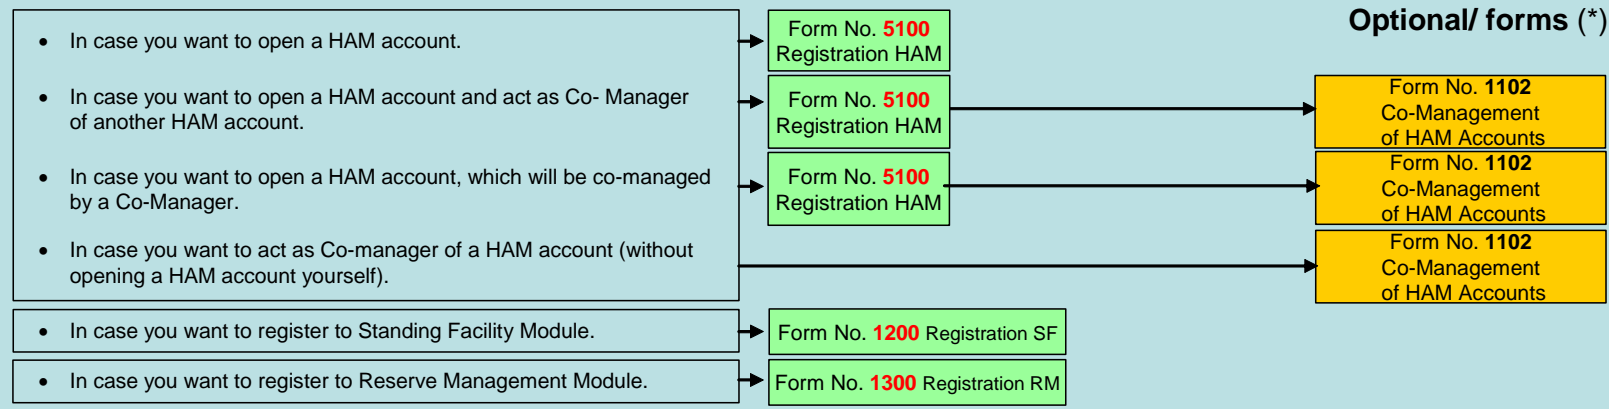 Optional/ forms (*)
• In case you want to open a HAM account.
Form No. 5100
Registration HAM
• In case you want to open a HAM account and act as Co- Manager
of another HAM account.
Form No. 5100
Registration HAM
Form No. 1102
Co-Management
of HAM Accounts
• In case you want to open a HAM account, which will be co-managed
by a Co-Manager.
Form No. 5100
Registration HAM
Form No. 1102
Co-Management
of HAM Accounts
• In case you want to act as Co-manager of a HAM account (without
opening a HAM account yourself).
Form No. 1102
Co-Management
of HAM Accounts
• In case you want to register to Standing Facility Module.
Form No. 1200 Registration SF
• In case you want to register to Reserve Management Module.
Form No. 1300 Registration RM